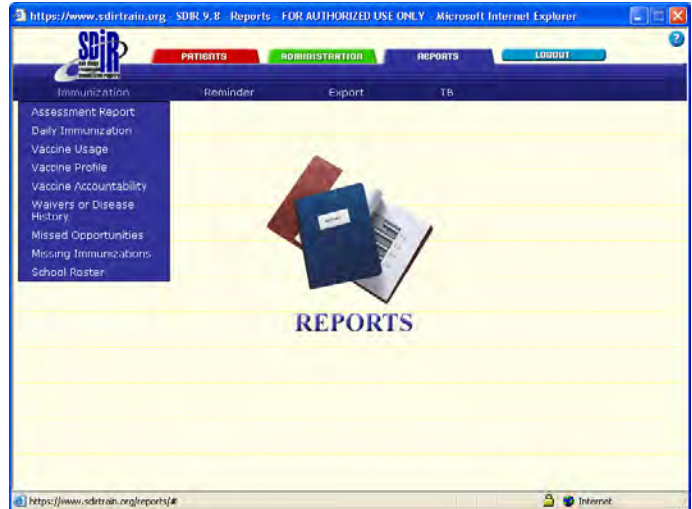 https://www.sdirtrain.org - SDIR 9.8 - Reports - FOR AUTHORIZED USE ONLY - Microsoft Internet Explorer
SDIR
PATIENTS ADMINISTRATION REPORTS LOGOUT
?
Immunization Reminder Export TB
Assessment Report
Daily Immunization
Vaccine Usage
Vaccine Profile
Vaccine Accountability
Waivers or Disease
History
Missed Opportunities
Missing Immunizations
School Roster
REPORTS
https://www.sdirtrain.org/reports/# Internet